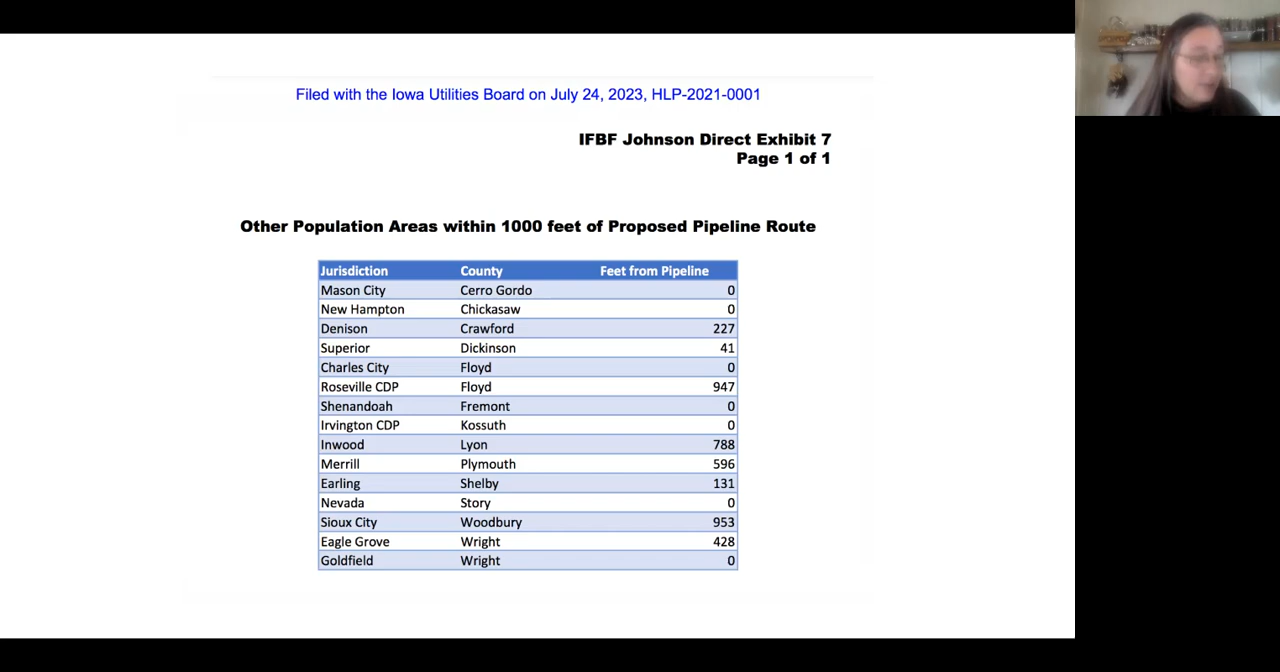 Filed with the Iowa Utilities Board on July 24, 2023, HLP-2021-0001
IFBF Johnson Direct Exhibit 7
Page 1 of 1
Other Population Areas within 1000 feet of Proposed Pipeline Route
Jurisdiction County Feet from Pipeline
Mason City Cerro Gordo 0
New Hampton Chickasaw 0
Denison Crawford 227
Superior Dickinson 41
Charles City Floyd 0
Roseville CDP Floyd 947
Shenandoah Fremont 0
Irvington CDP Kossuth 0
Inwood Lyon 788
Merrill Plymouth 596
Earling Shelby 131
Nevada Story 0
Sioux City Woodbury 953
Eagle Grove Wright 428
Goldfield Wright 0